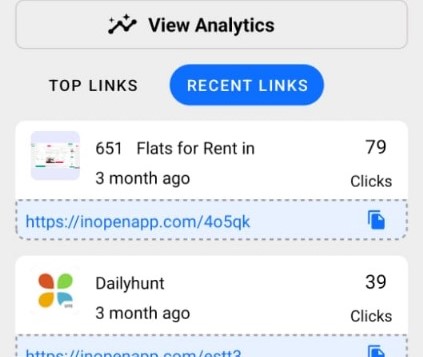 View Analytics
TOP LINKS RECENT LINKS
651 Flats for Rent in 79
3 month ago Clicks
https://inopenapp.com/4o5qk
Dailyhunt 39
3 month ago Clicks
https://inopenapp.com/estt3